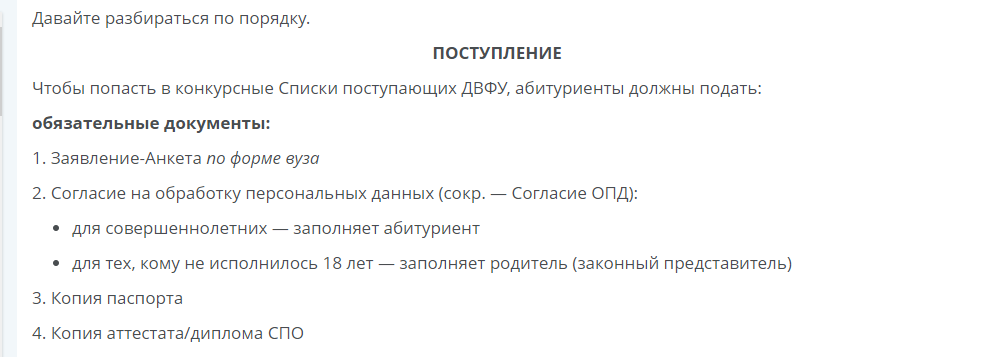 Давайте разбираться по порядку.
ПОСТУПЛЕНИЕ
Чтобы попасть в конкурсные Списки поступающих ДВФУ, абитуриенты должны подать:
обязательные документы:
1. Заявление-Анкета по форме вуза
2. Согласие на обработку персональных данных (сокр. — Согласие ОПД):
• для совершеннолетних — заполняет абитуриент
• для тех, кому не исполнилось 18 лет — заполняет родитель (законный представитель)
3. Копия паспорта
4. Копия аттестата/диплома СПО